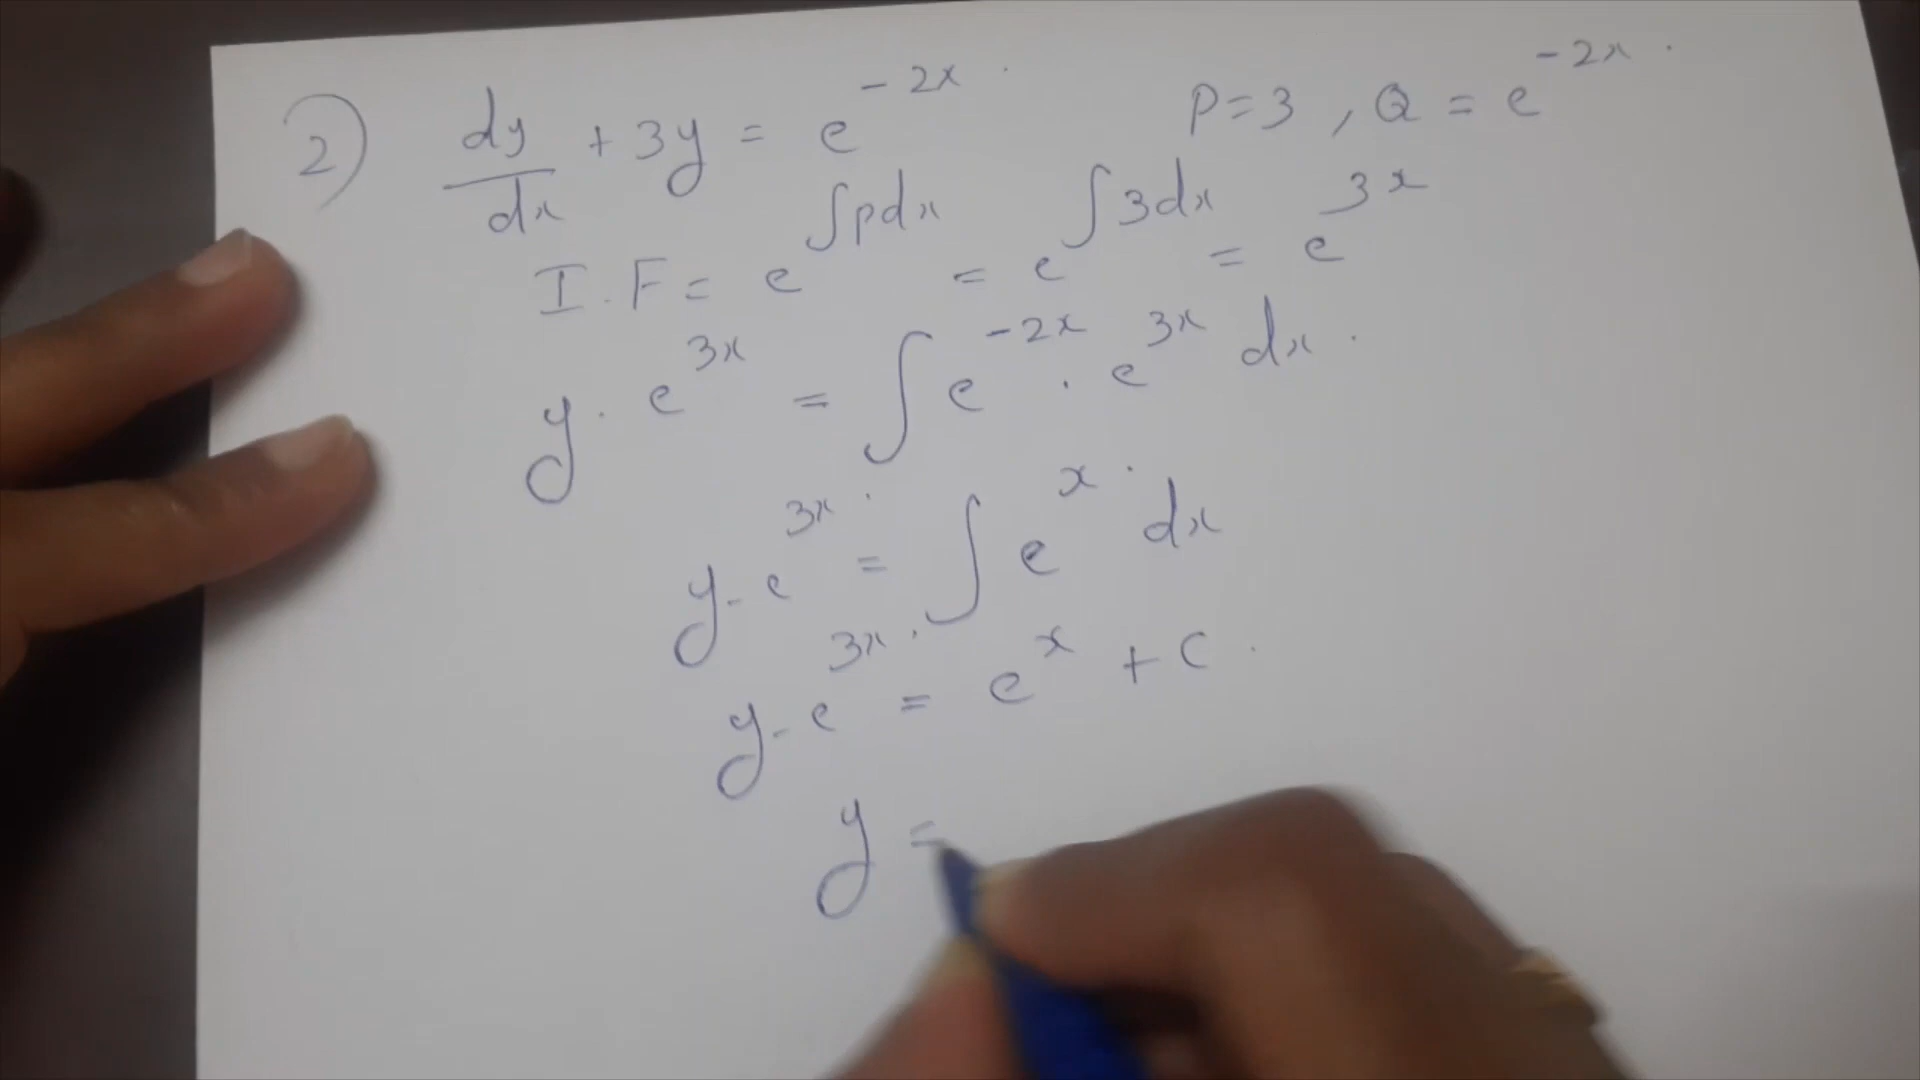 2) dy/dx + 3y = e^{-2x} . P=3 , Q = e^{-2x} .
I.F = e^{∫pdx} = e^{∫3dx} = e^{3x}
y . e^{3x} = ∫ e^{-2x} . e^{3x} dx .
y . e^{3x} . = ∫ e^{x} . dx
y . e^{3x} . = e^{x} + C .
y =